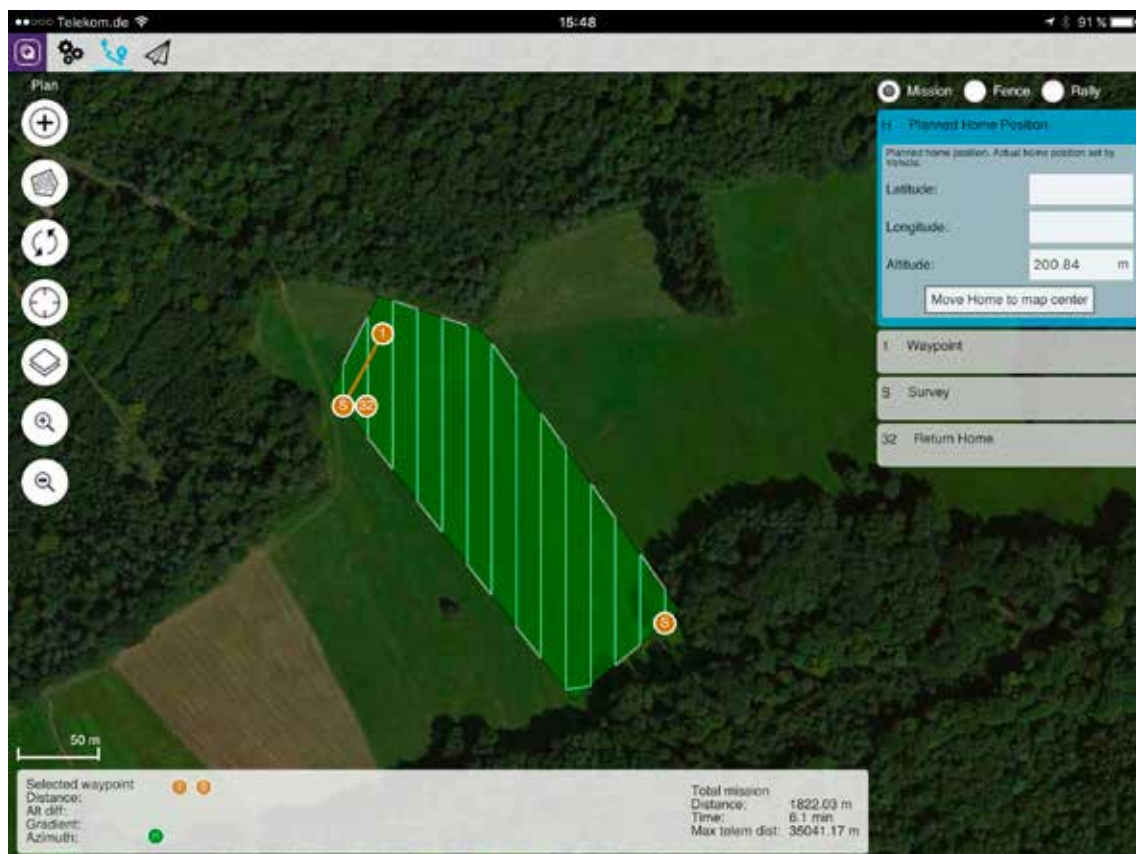 Telekom.de 15:48 91 %
Plan
Mission Fence Rally
H Planned Home Position
Planned home position. Actual home position set by
Vehicle.
Latitude:
Longitude:
Altitude: 200.84 m
Move Home to map center
1 Waypoint
S Survey
32 Return Home
1
S 32
S
50 m
Selected waypoint
Distance:
Alt diff:
Gradient:
Azimuth:
Total mission
Distance: 1822.03 m
Time: 6.1 min
Max telem dist: 35041.17 m